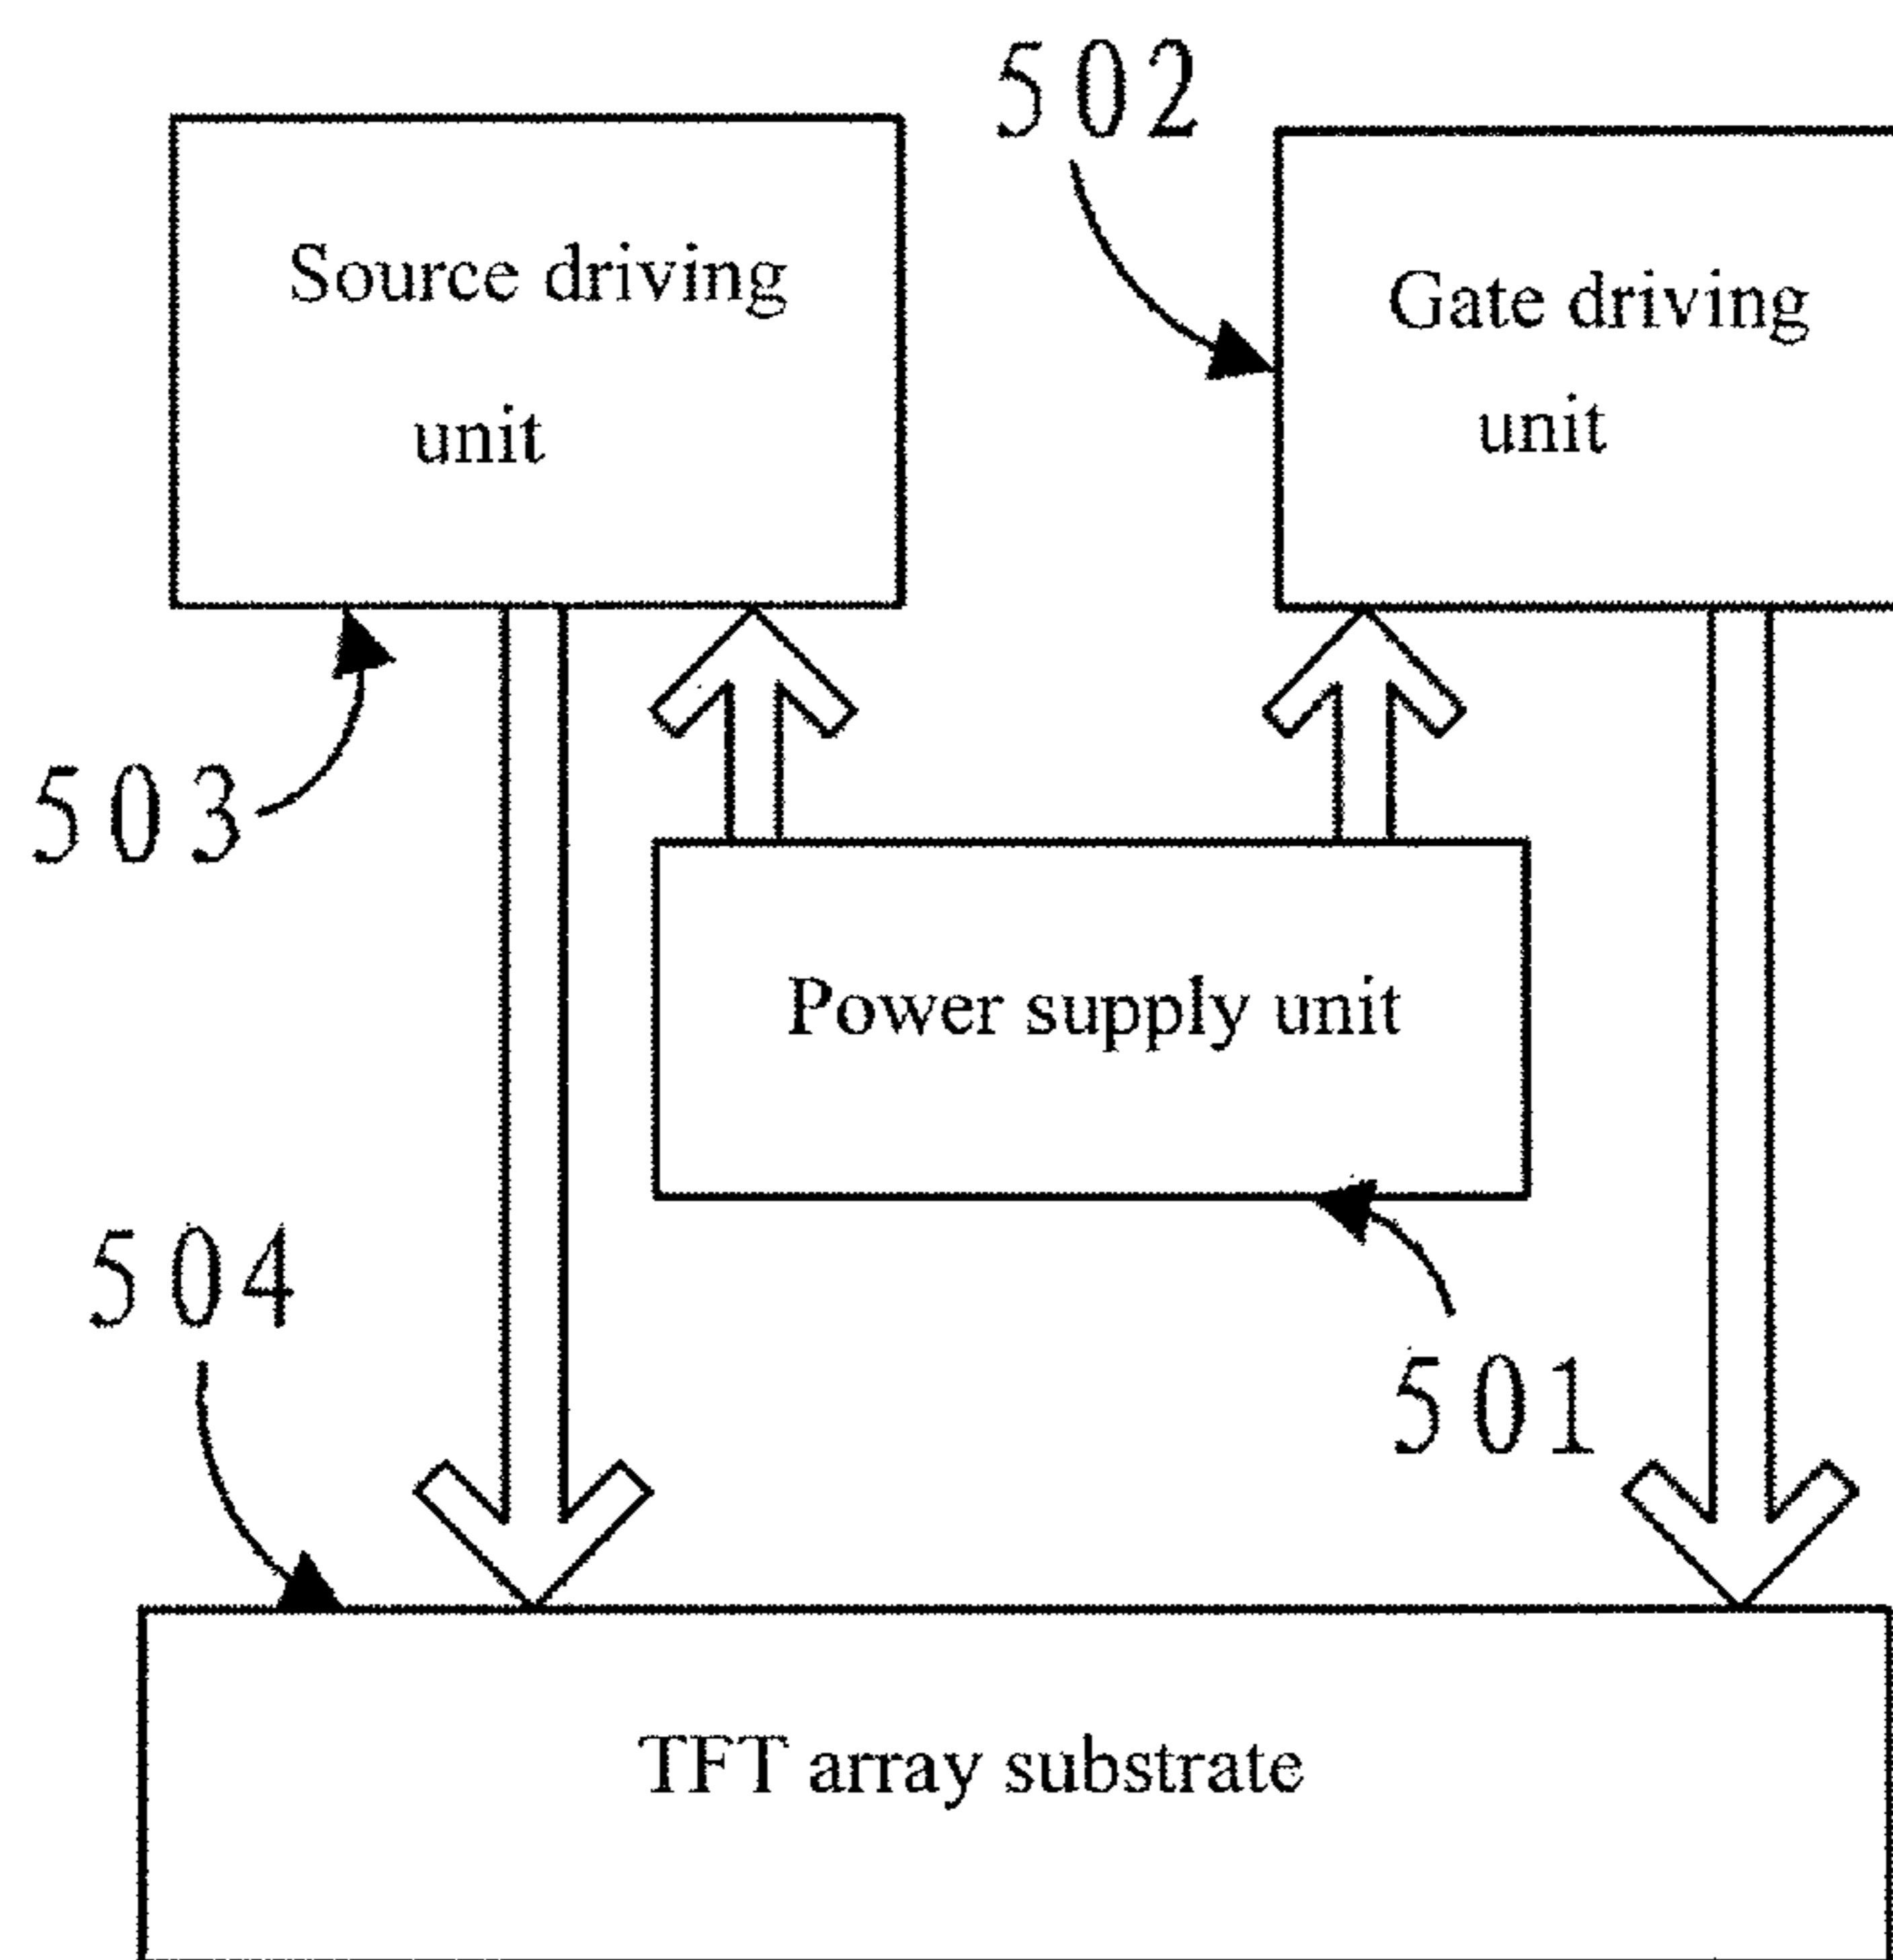 502
Source driving
unit
Gate driving
unit
503
Power supply unit
504
501
TFT array substrate